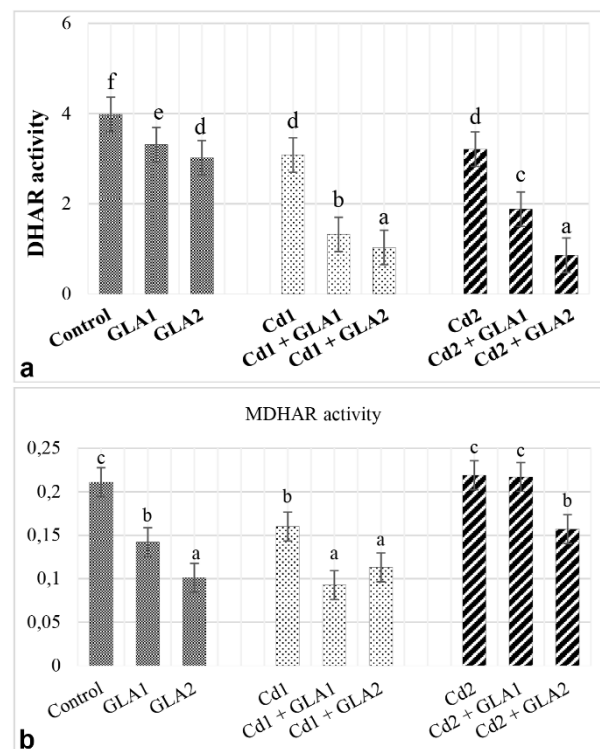 6
4
2
0
DHAR activity
f
e
d
d
b
a
d
c
a
Control
GLA1
GLA2
Cd1
Cd1 + GLA1
Cd1 + GLA2
Cd2
Cd2 + GLA1
Cd2 + GLA2
a
MDHAR activity
0,25
0,2
0,15
0,1
0,05
0
c
b
a
b
a
a
c
c
b
Control
GLA1
GLA2
Cd1
Cd1 + GLA1
Cd1 + GLA2
Cd2
Cd2 + GLA1
Cd2 + GLA2
b